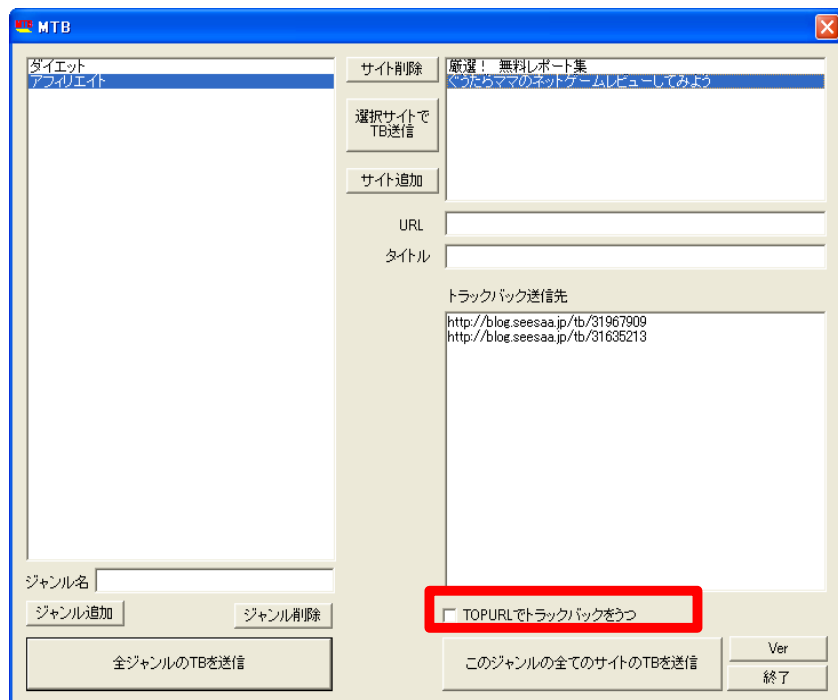 MTB
ダイエット
アフィリエイト
サイト削除
選択サイトで
TB送信
サイト追加
厳選! 無料レポート集
ぐうたらママのネットゲームレビューしてみよう
URL
タイトル
トラックバック送信先
http://blog.seesaa.jp/tb/31967909
http://blog.seesaa.jp/tb/31635213
ジャンル名
ジャンル追加
ジャンル削除
TOPURLでトラックバックをうつ
全ジャンルのTBを送信
このジャンルの全てのサイトのTBを送信
Ver
終了